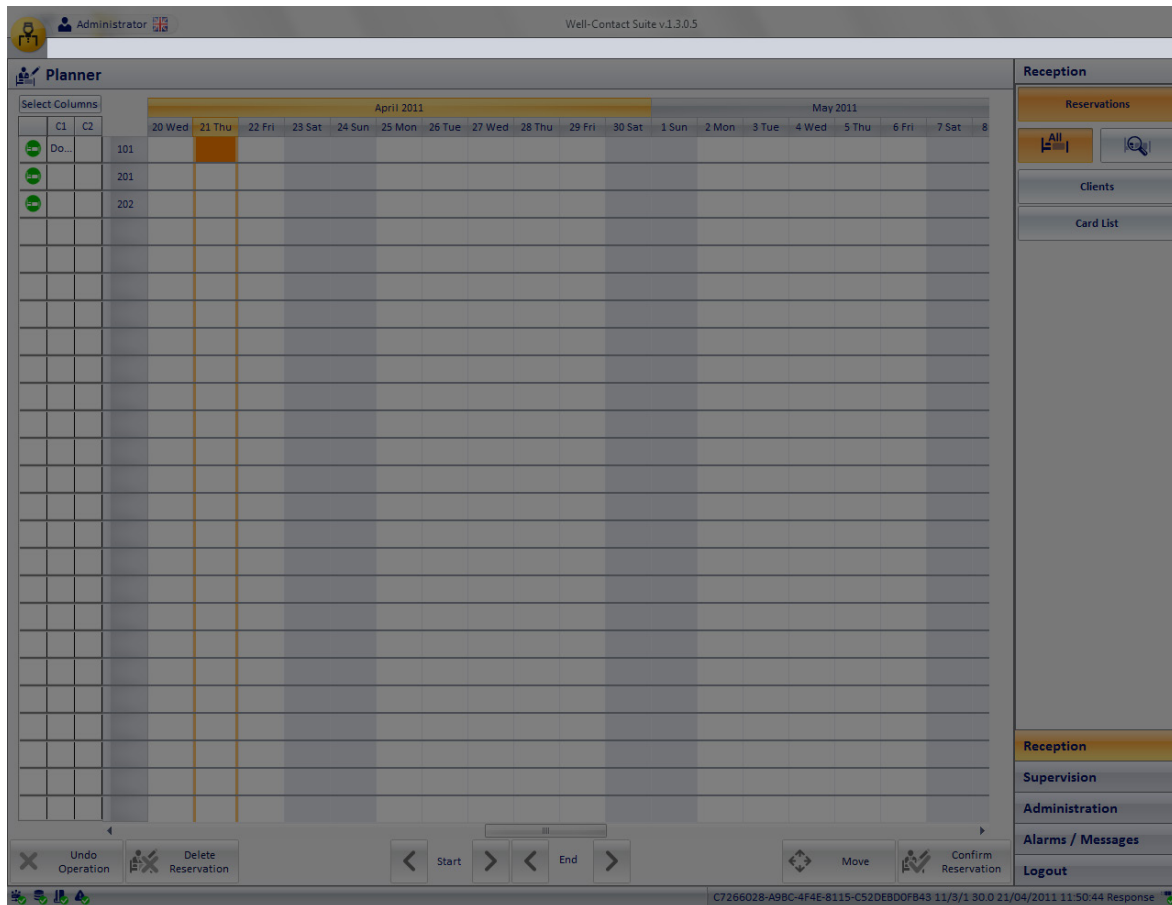 Administrator
Well-Contact Suite v.1.3.0.5
Planner
Reception
Select Columns
April 2011
May 2011
Reservations
C1 C2
20 Wed 21 Thu 22 Fri 23 Sat 24 Sun 25 Mon 26 Tue 27 Wed 28 Thu 29 Fri 30 Sat 1 Sun 2 Mon 3 Tue 4 Wed 5 Thu 6 Fri 7 Sat 8
All
Do... 101
201
202
Clients
Card List
Reception
Supervision
Administration
Alarms / Messages
Logout
Undo
Operation
Delete
Reservation
Start
End
Move
Confirm
Reservation
C7266028-A9BC-4F4E-8115-C52DEBD0FB43 11/3/1 30.0 21/04/2011 11:50:44 Response